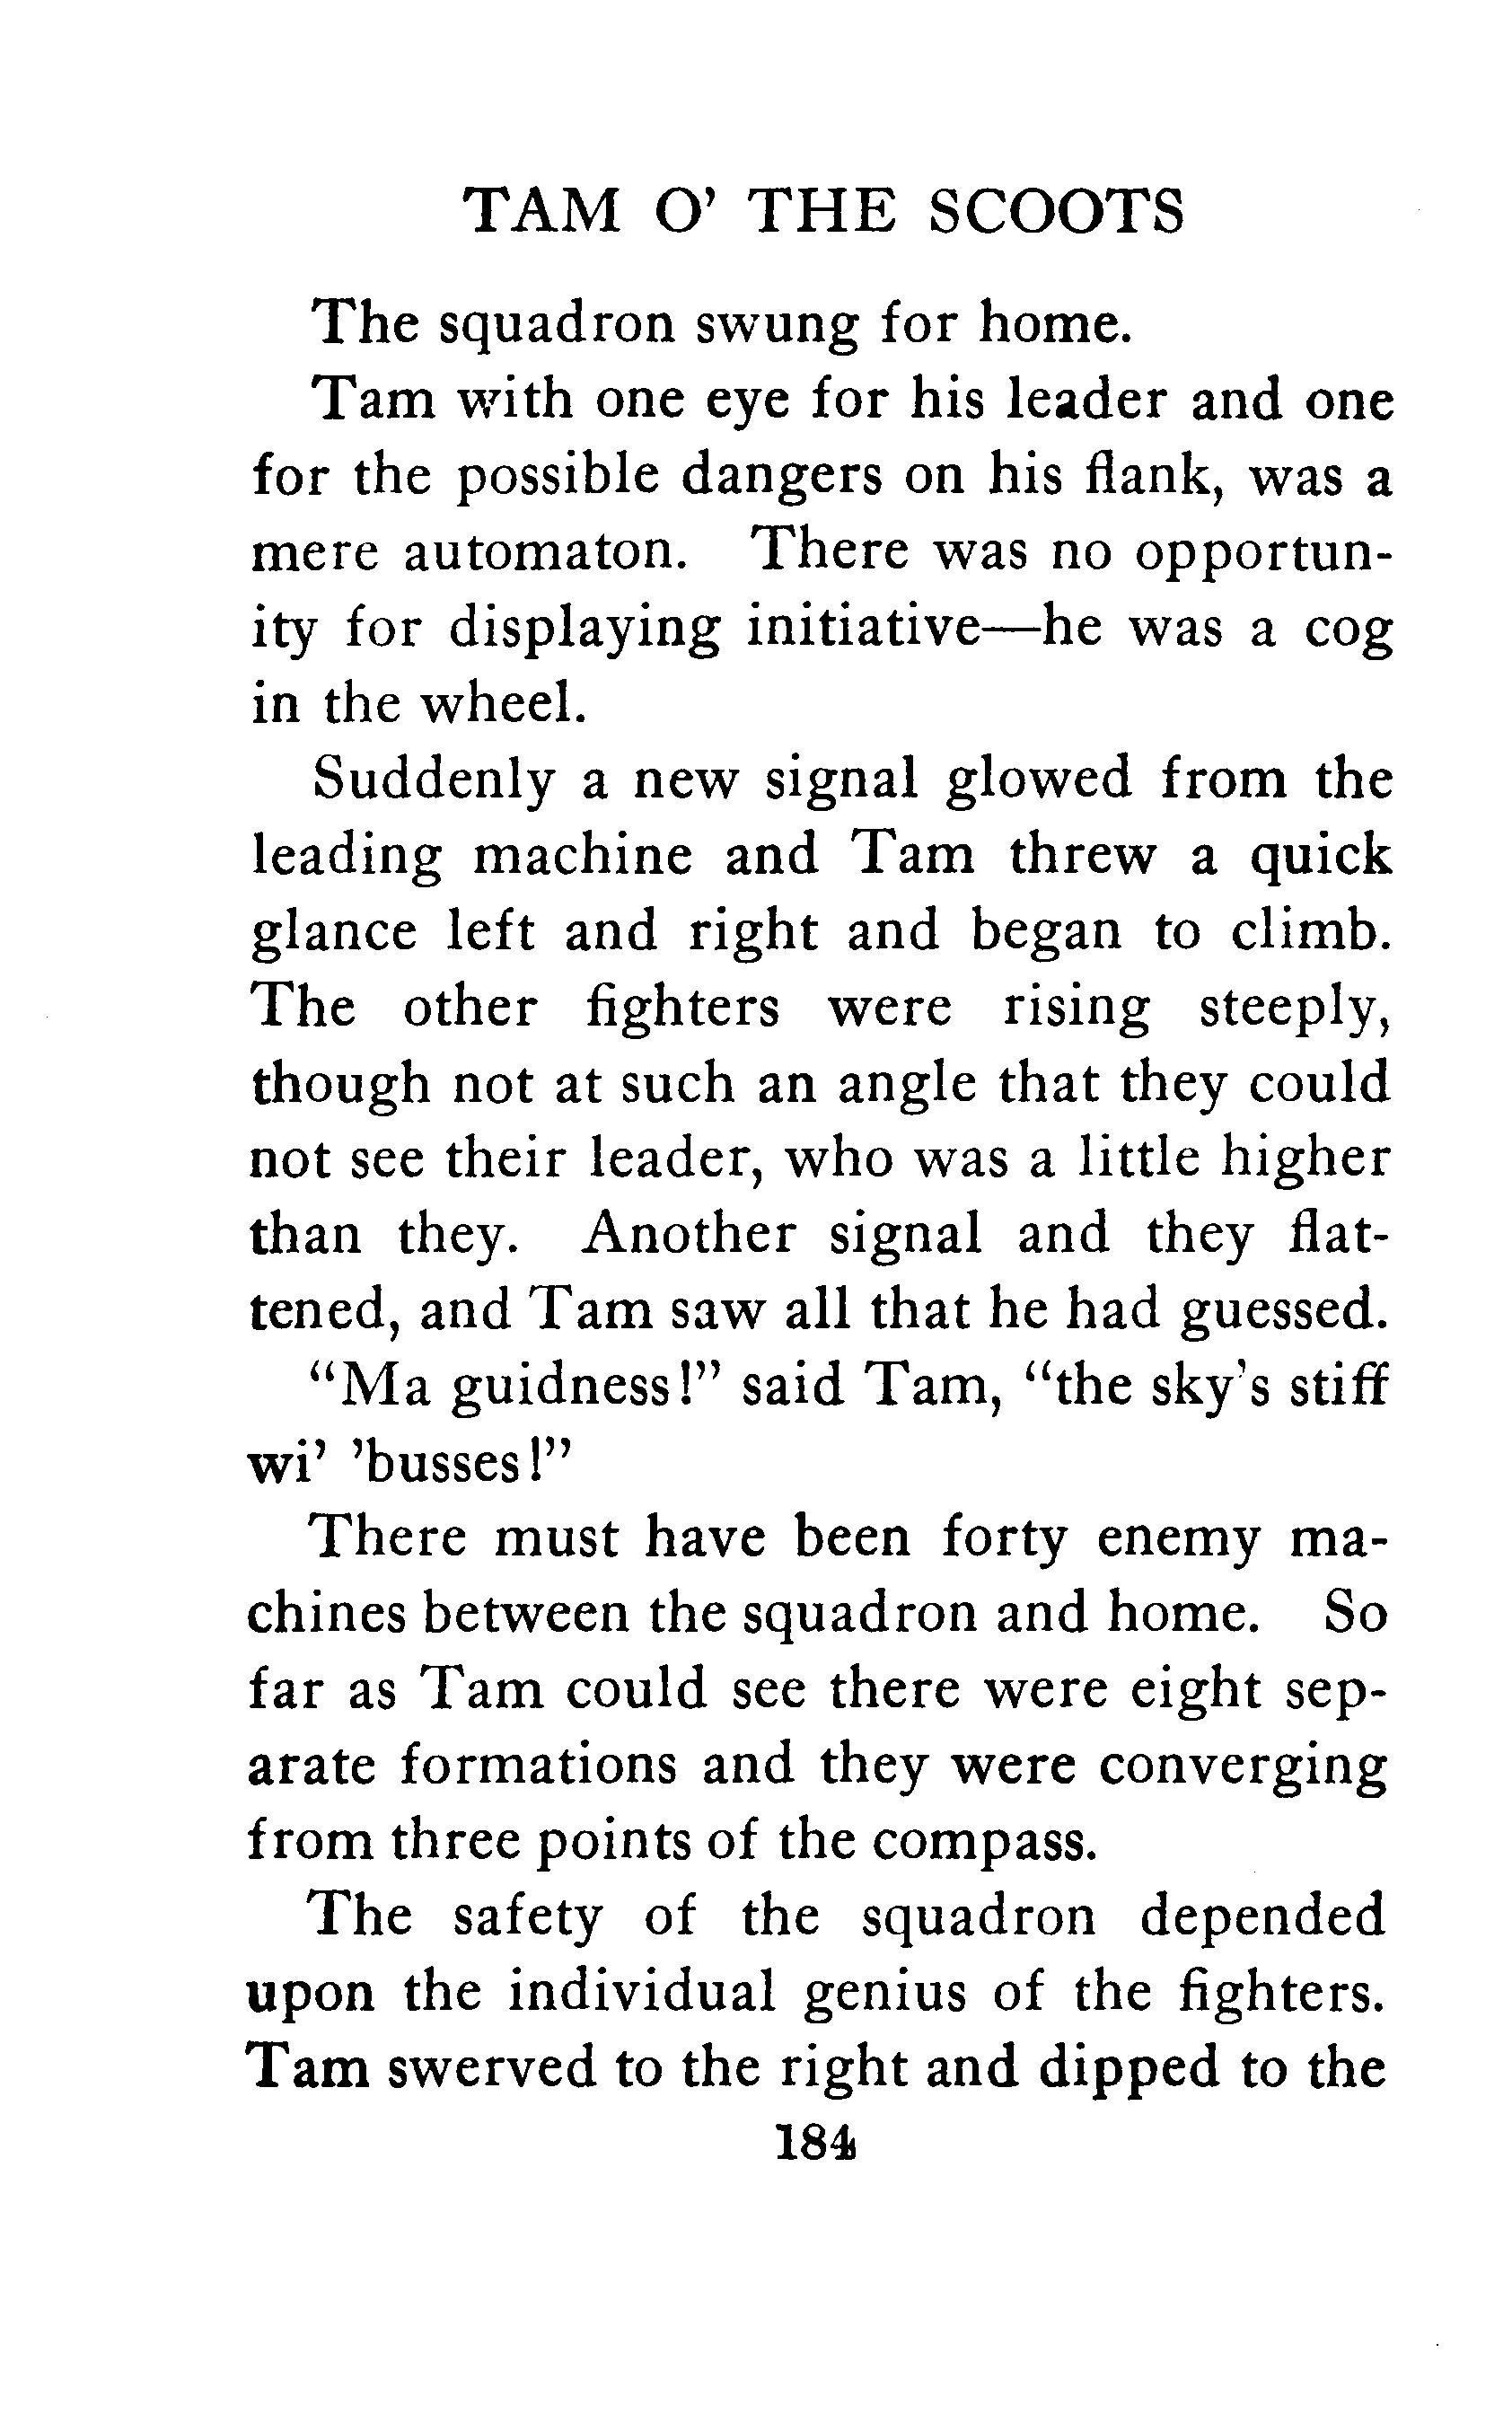 TAM O' THE SCOOTS
The squadron swung for home.
Tam with one eye for his leader and one
for the possible dangers on his flank, was a
mere automaton. There was no opportun-
ity for displaying initiative—he was a cog
in the wheel.
Suddenly a new signal glowed from the
leading machine and Tam threw a quick
glance left and right and began to climb.
The other fighters were rising steeply,
though not at such an angle that they could
not see their leader, who was a little higher
than they. Another signal and they flat-
tened, and Tam saw all that he had guessed.
"Ma guidness!" said Tam, "the sky's stiff
wi' 'busses!"
There must have been forty enemy ma-
chines between the squadron and home. So
far as Tam could see there were eight sep-
arate formations and they were converging
from three points of the compass.
The safety of the squadron depended
upon the individual genius of the fighters.
Tam swerved to the right and dipped to the
184